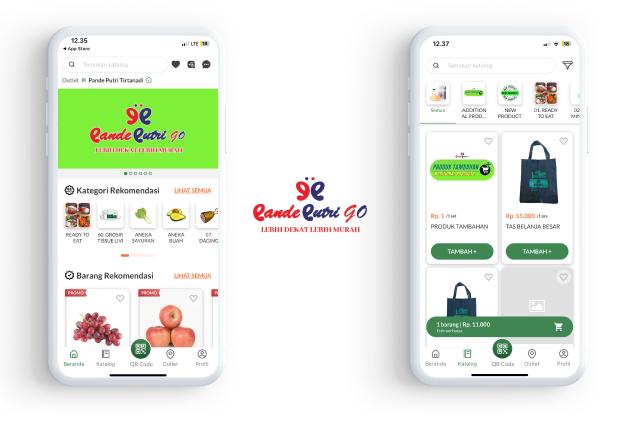 12.35
LTE 18
App Store
Temukan katalog
Outlet Pande Putri Tirtanadi
Pande Putri GO
LEBIH DEKAT LEBIH MURAH
Kategori Rekomendasi
LIHAT SEMUA
READY TO EAT
60. GROSIR TISSUE LIVI
ANEKA SAYURAN
ANEKA BUAH
07. DAGING
Barang Rekomendasi
LIHAT SEMUA
PROMO
PROMO
Beranda
Katalog
QR Code
Outlet
Profil
Pande Putri GO
LEBIH DEKAT LEBIH MURAH
12.37
18
Temukan katalog
Semua
.ADDITION
AL PROD...
NEW
PRODUCT
01. READY
TO EAT
02
MIN
PRODUK TAMBAHAN
Rp. 1 /1 set
PRODUK TAMBAHAN
TAMBAH +
Rp. 15,000 /1 pcs
TAS BELANJA BESAR
TAMBAH +
1 barang | Rp. 11,000
Estimasi harga
Beranda
Katalog
QR Code
Outlet
Profil